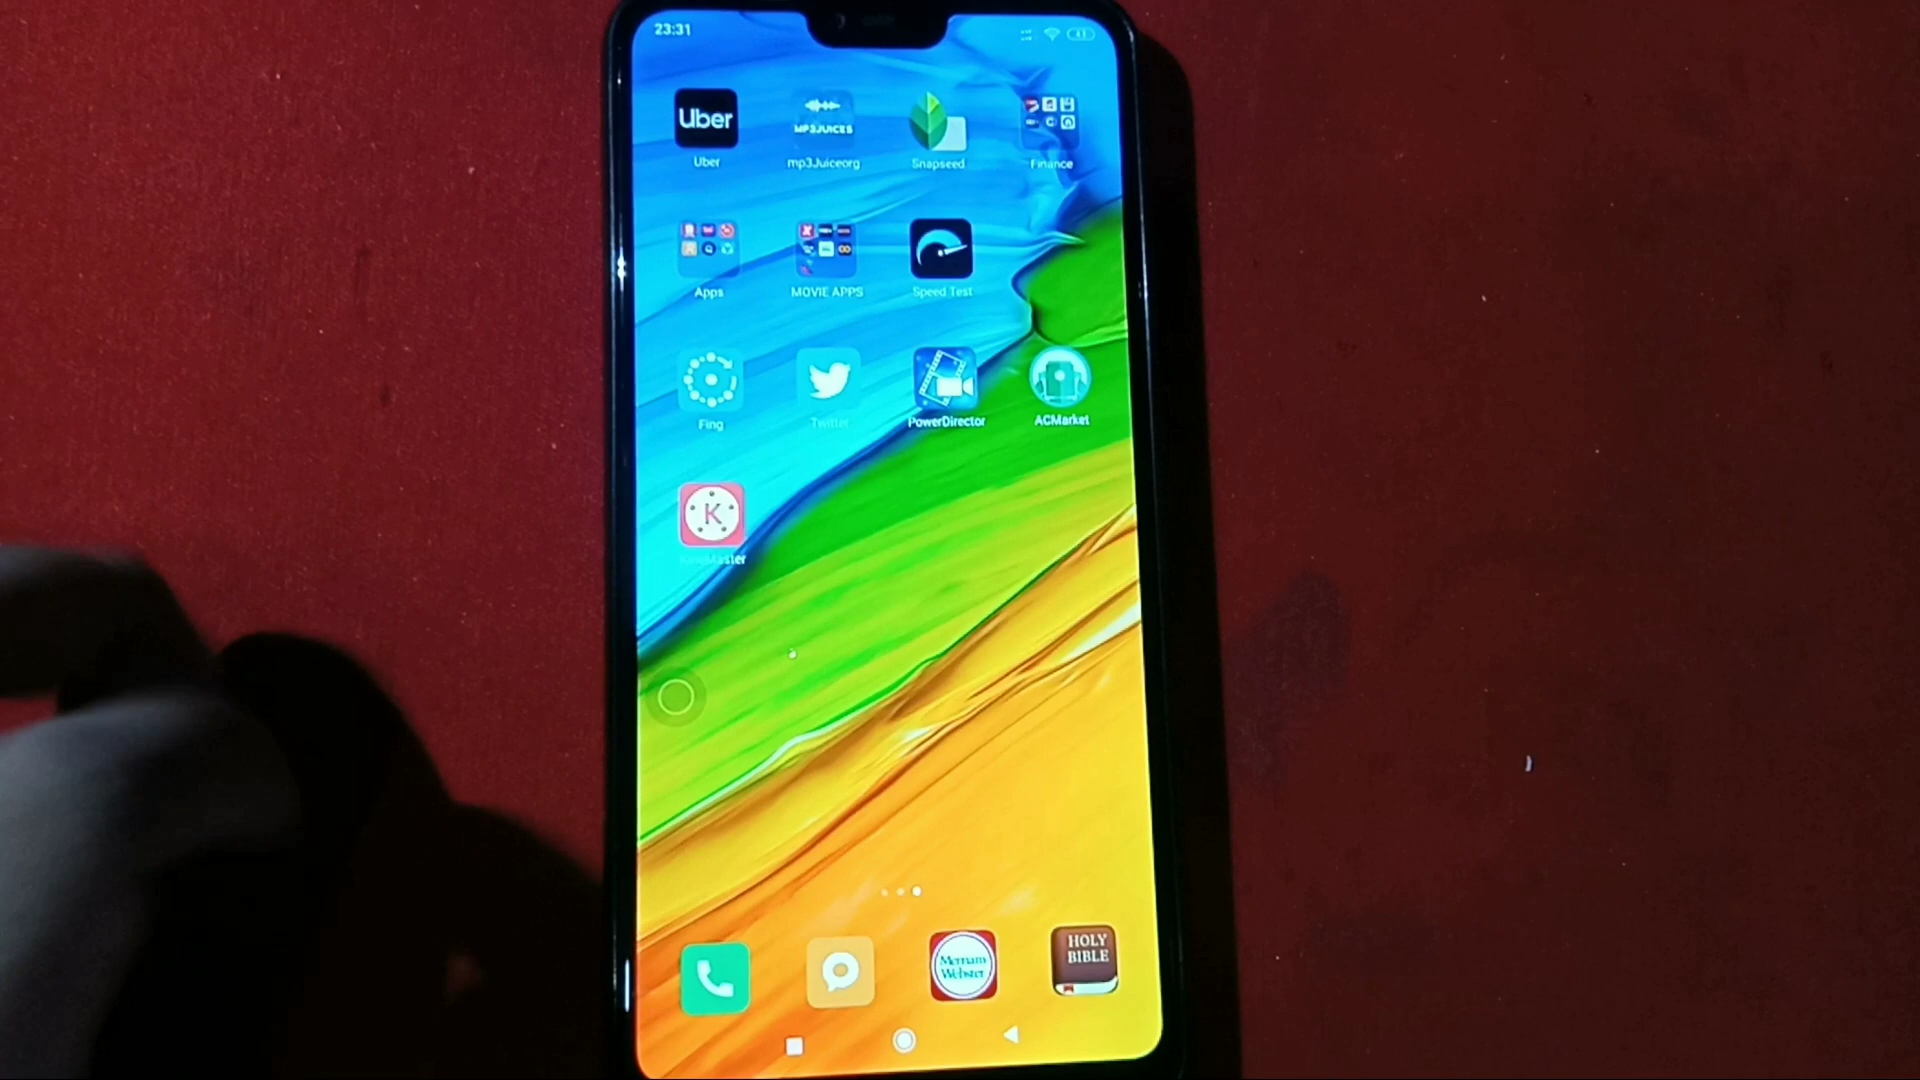 23:31
Uber
MP3JUICES
Uber
mp3Juiceorg
Snapseed
Finance
Apps
MOVIE APPS
Speed Test
Fing
Twitter
PowerDirector
ACMarket
K
KineMaster
Merriam
Webster
HOLY
BIBLE